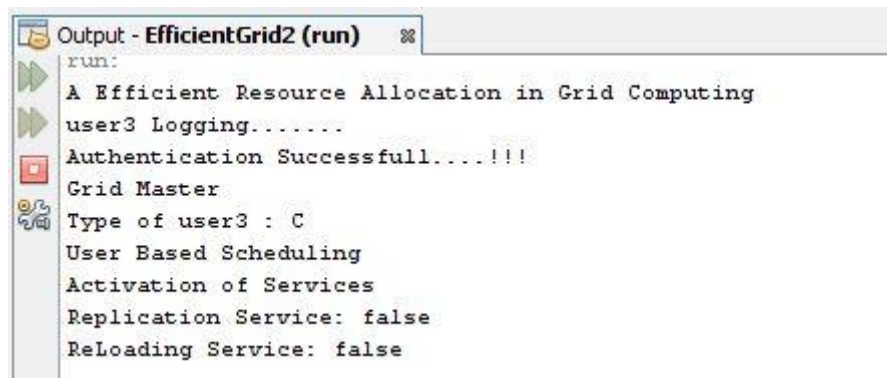 Output - EfficientGrid2 (run)
run:
A Efficient Resource Allocation in Grid Computing
user3 Logging.......
Authentication Successfull....!!!
Grid Master
Type of user3 : C
User Based Scheduling
Activation of Services
Replication Service: false
ReLoading Service: false